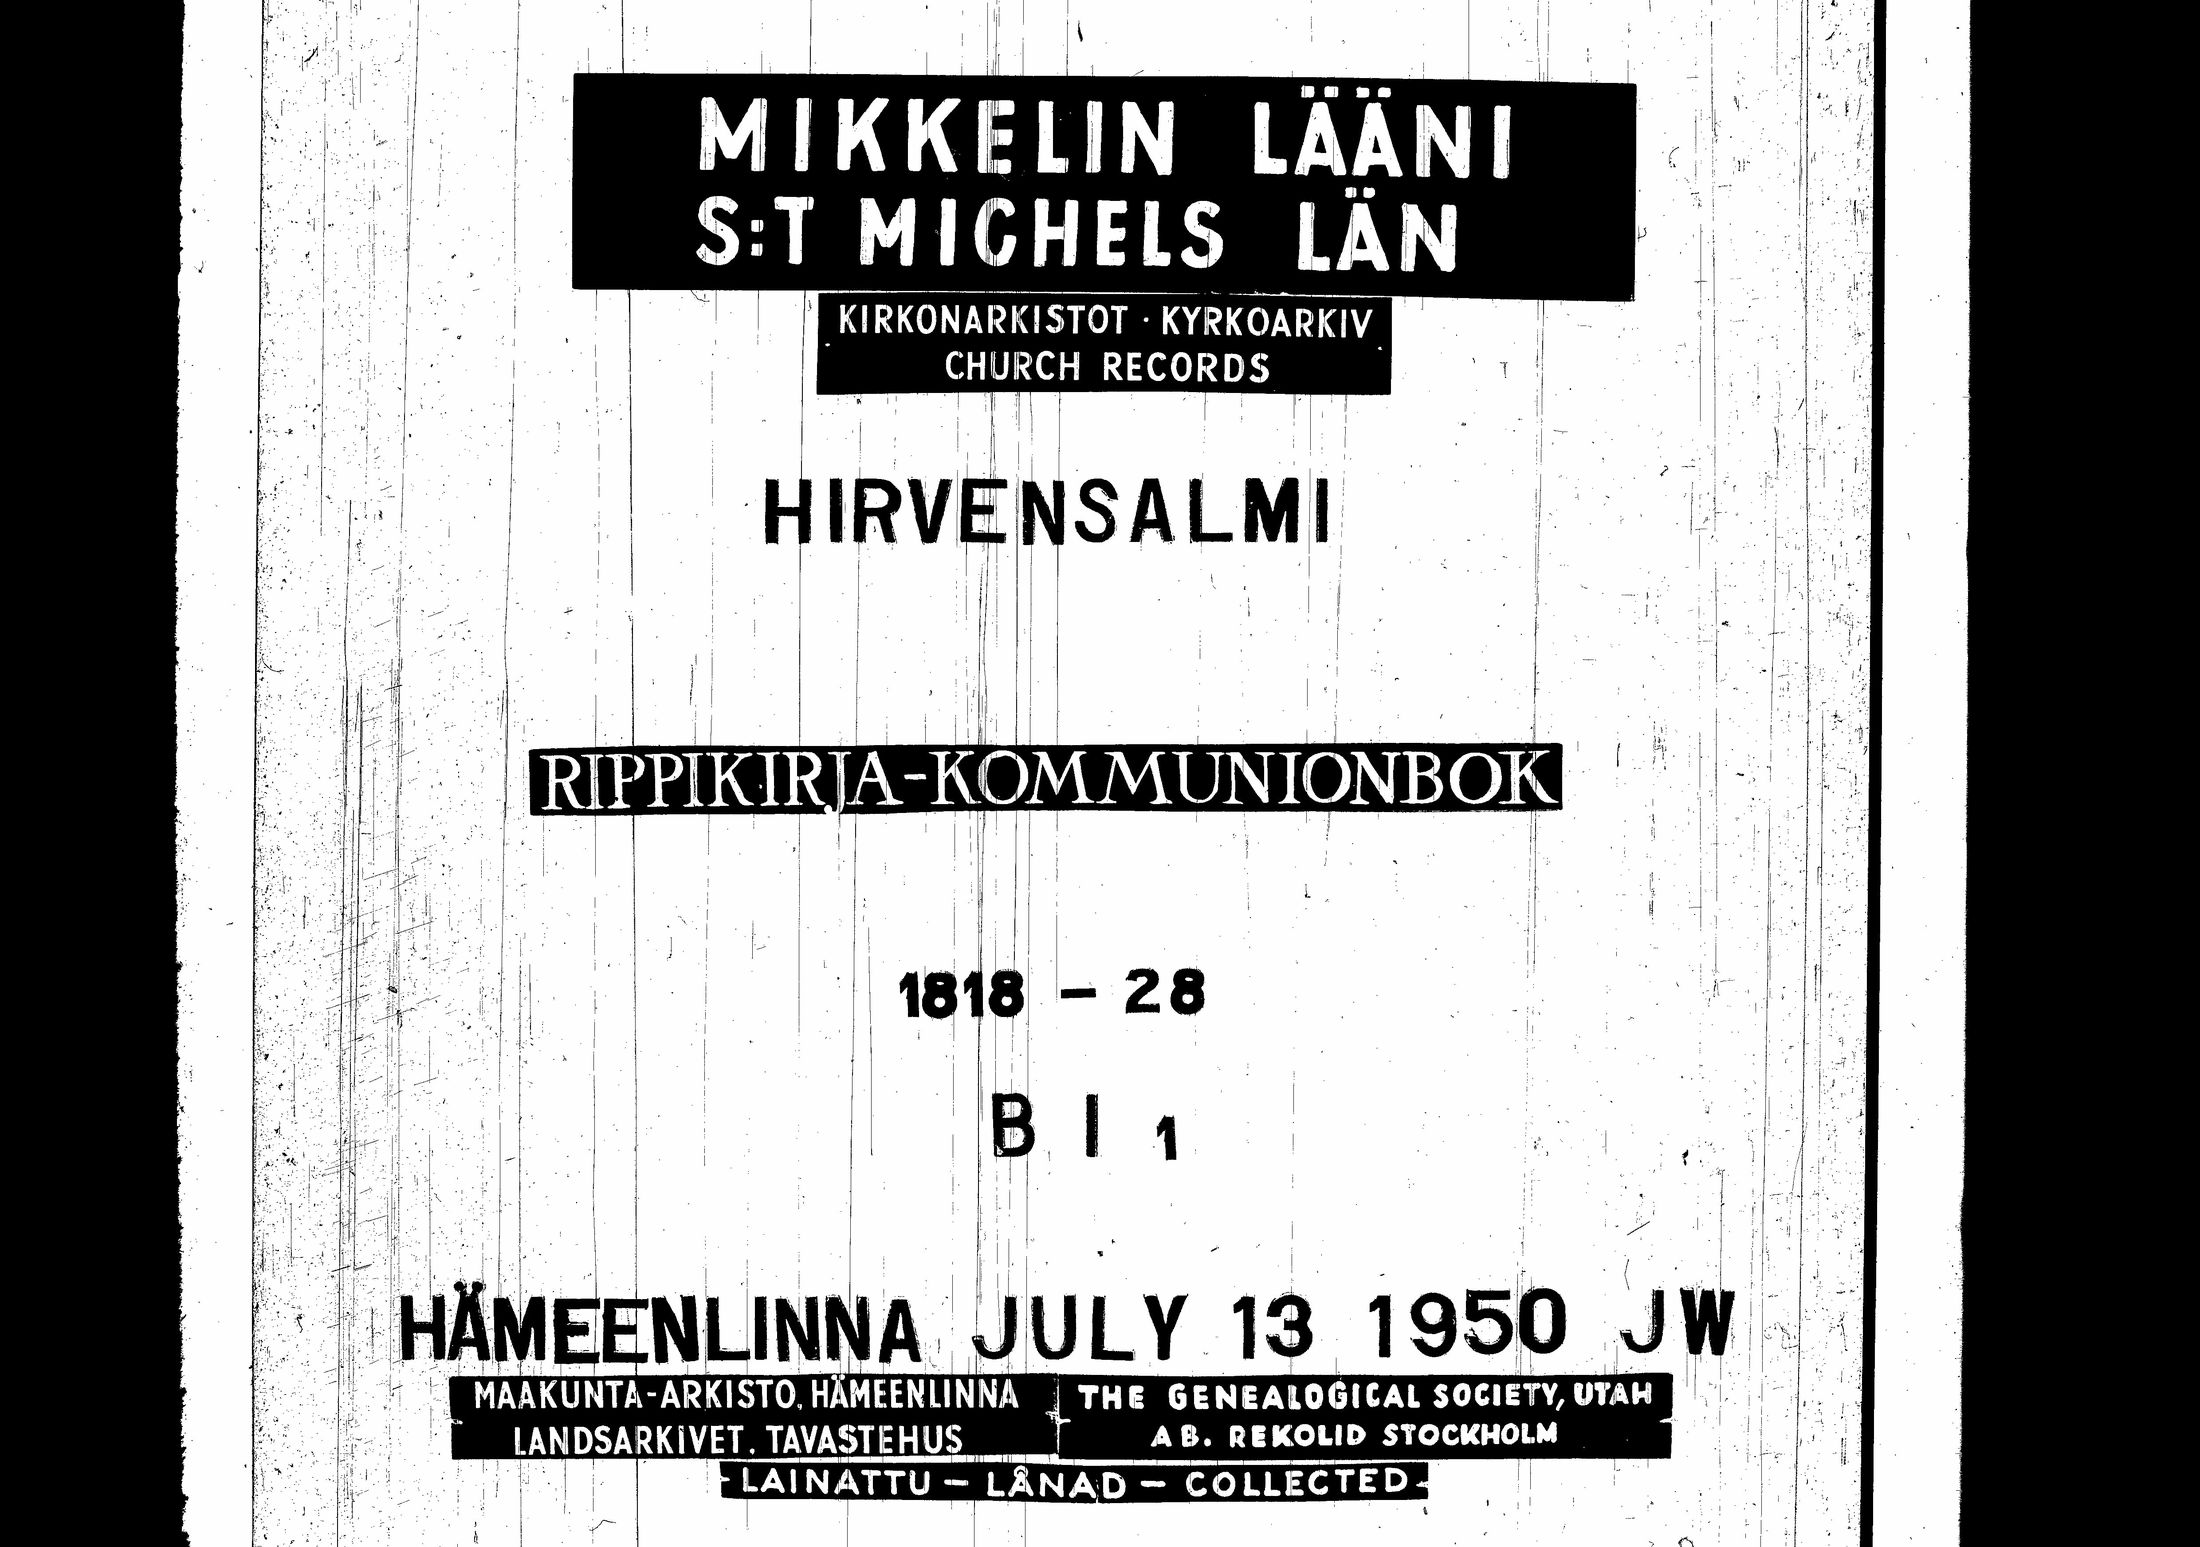 MIKKELIN LÄÄNI
S:T MICHELS LÄN
KIRKONARKISTOT · KYRKOARKIV
CHURCH RECORDS
HIRVENSALMI
RIPPIKIRJA-KOMMUNIONBOK
1818 - 28
B I 1
HÄMEENLINNA JULY 13 1950 JW
MAAKUNTA-ARKISTO, HÄMEENLINNA
LANDSARKIVET, TAVASTEHUS
THE GENEALOGICAL SOCIETY, UTAH
AB. REKOLID STOCKHOLM
LAINATTU - LÅNAD - COLLECTED